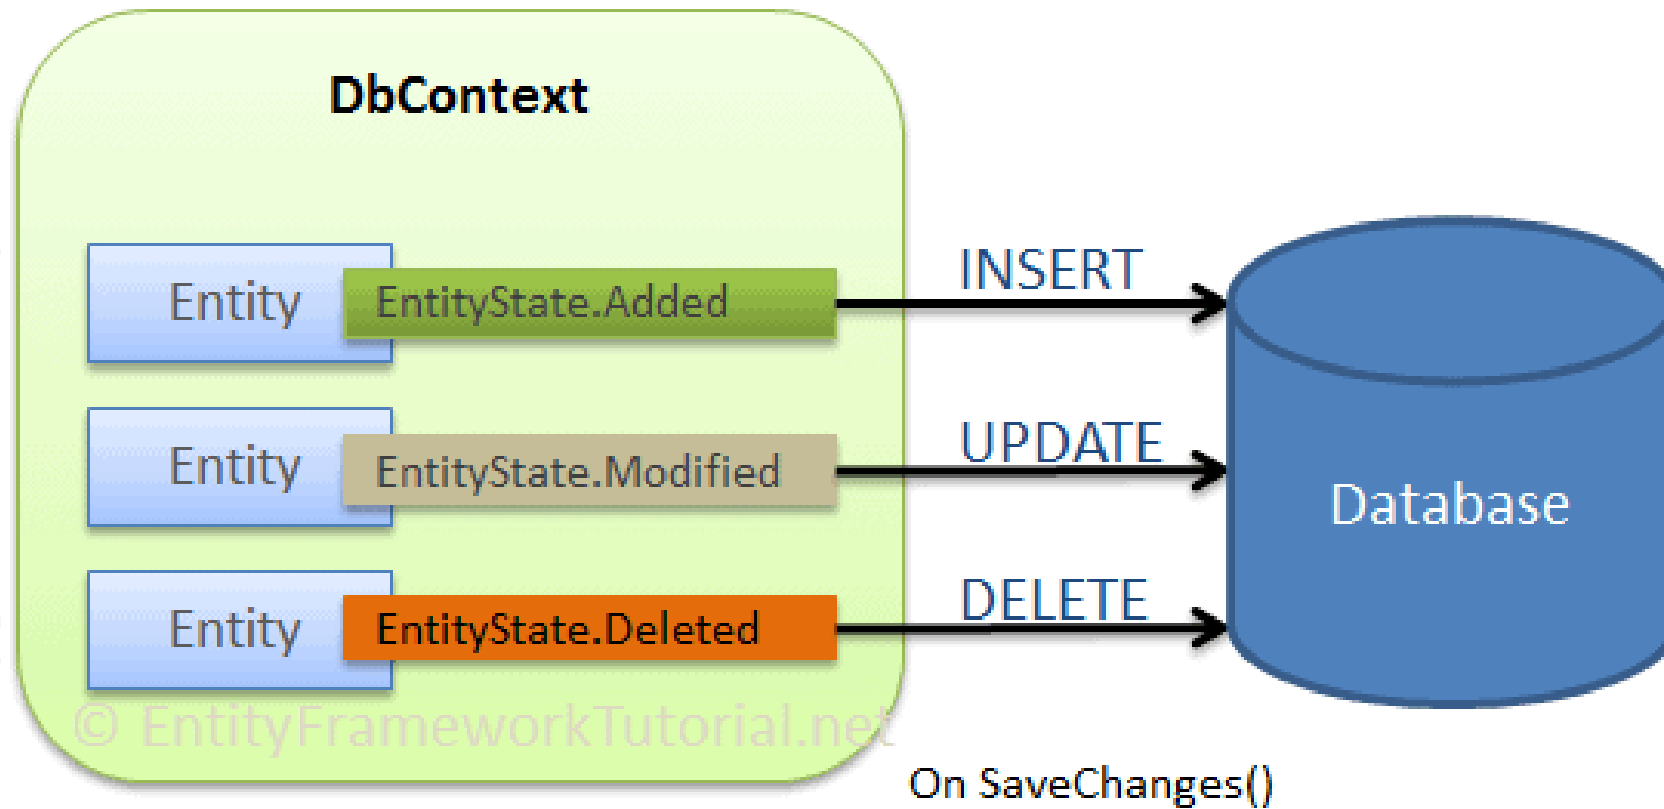 DbContext
Entity
EntityState.Added
INSERT
Entity
EntityState.Modified
UPDATE
Entity
EntityState.Deleted
DELETE
Database
© EntityFrameworkTutorial.net
On SaveChanges()